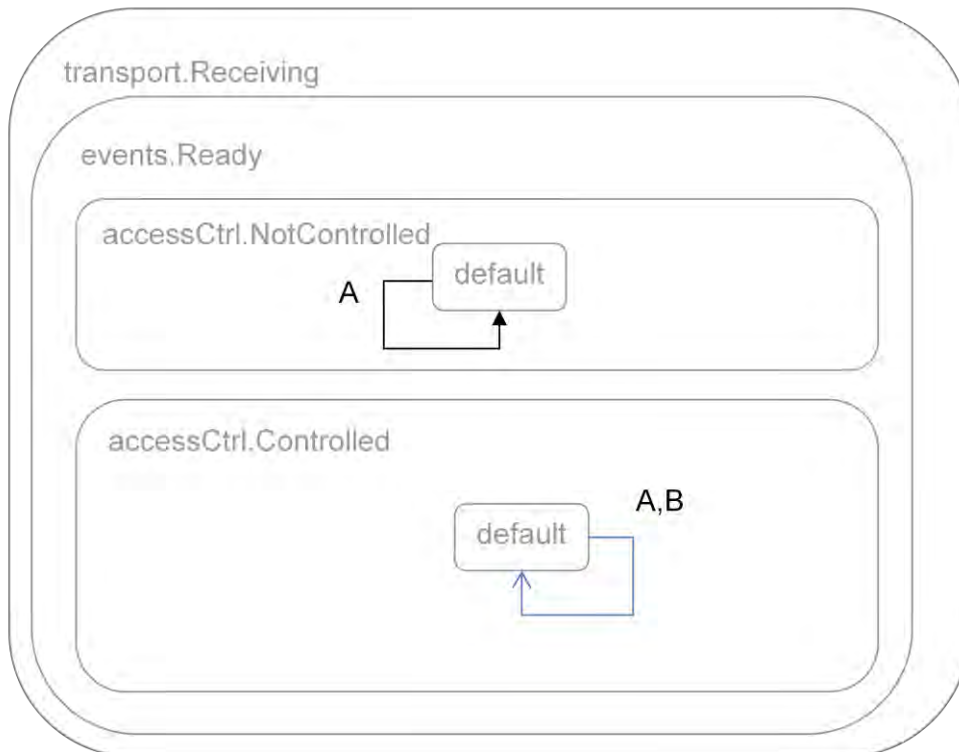 transport.Receiving
events.Ready
accessCtrl.NotControlled
default
A
accessCtrl.Controlled
A,B
default